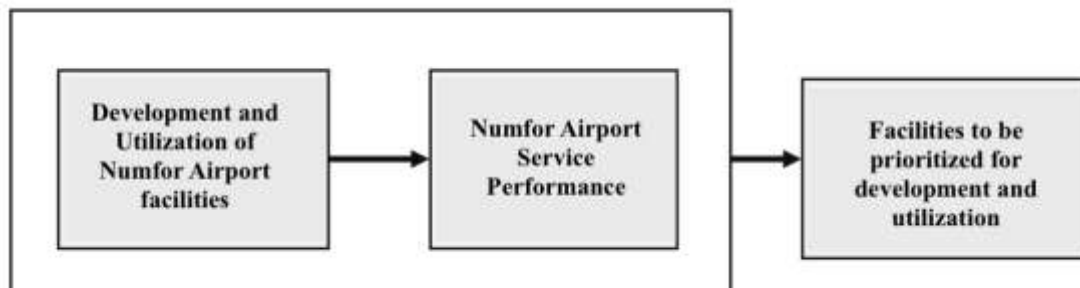 Development and
Utilization of
Numfor Airport
facilities
Numfor Airport
Service
Performance
Facilities to be
prioritized for
development and
utilization